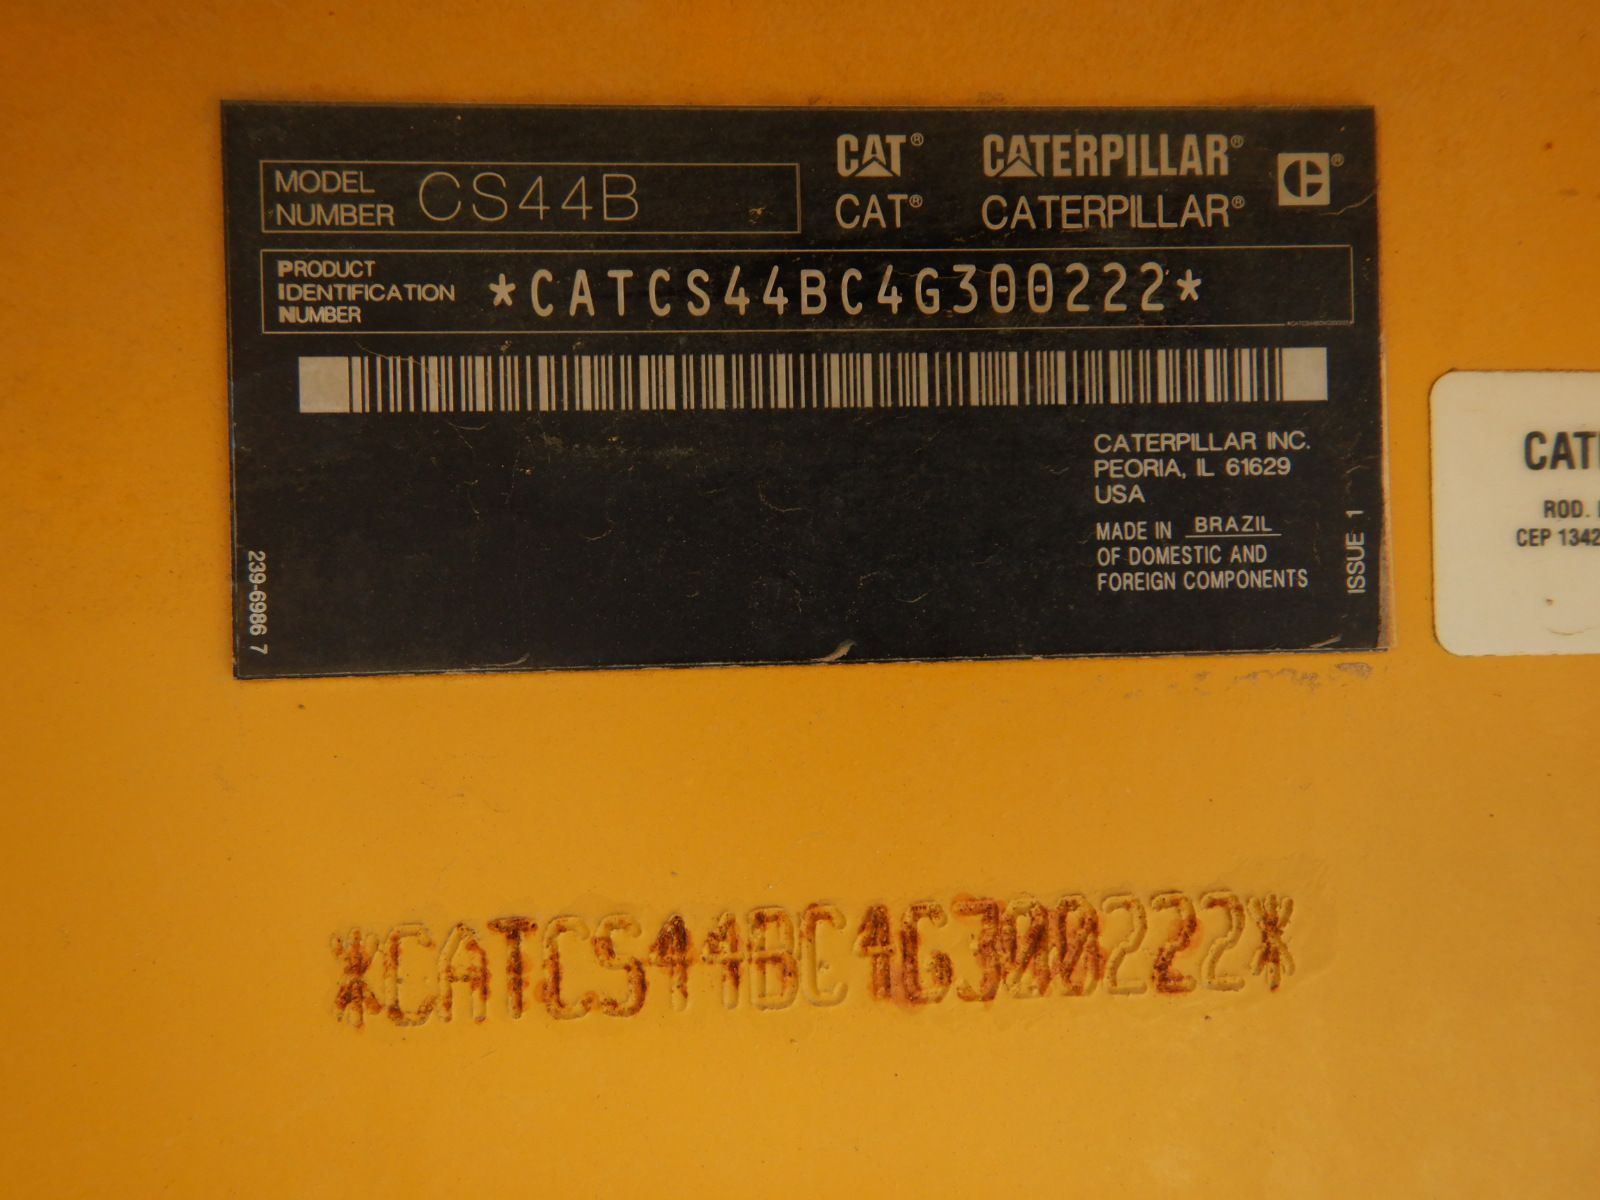 MODEL NUMBER CS44B
CAT® CATERPILLAR®
CAT® CATERPILLAR®
PRODUCT IDENTIFICATION NUMBER *CATCS44BC4G300222*
CATERPILLAR INC.
PEORIA, IL 61629
USA
MADE IN BRAZIL
OF DOMESTIC AND
FOREIGN COMPONENTS
ISSUE 1
239-6986 7
ROD.
CEP 1342
*CATCS44BC4G300222*